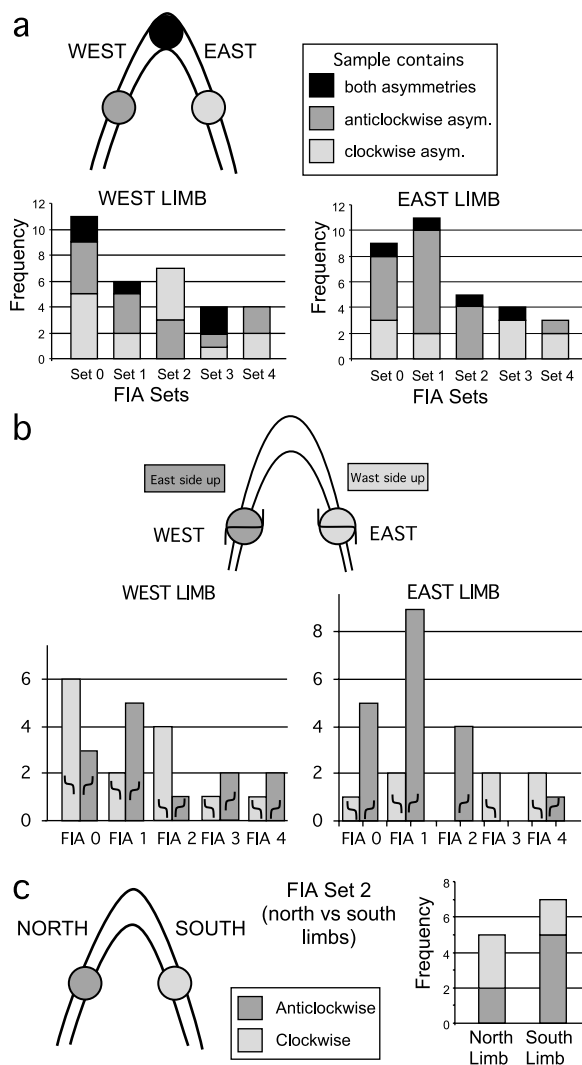 a
WEST
EAST
Sample contains
both asymmetries
anticlockwise asym.
clockwise asym.
WEST LIMB
Frequency
12
10
8
6
4
2
0
Set 0 Set 1 Set 2 Set 3 Set 4
FIA Sets
EAST LIMB
Frequency
12
10
8
6
4
2
0
Set 0 Set 1 Set 2 Set 3 Set 4
FIA Sets
b
East side up
Wast side up
WEST
EAST
WEST LIMB
6
4
2
0
FIA 0 FIA 1 FIA 2 FIA 3 FIA 4
EAST LIMB
8
6
4
2
0
FIA 0 FIA 1 FIA 2 FIA 3 FIA 4
c
NORTH
SOUTH
FIA Set 2
(north vs south
limbs)
Anticlockwise
Clockwise
Frequency
8
6
4
2
0
North South
Limb Limb